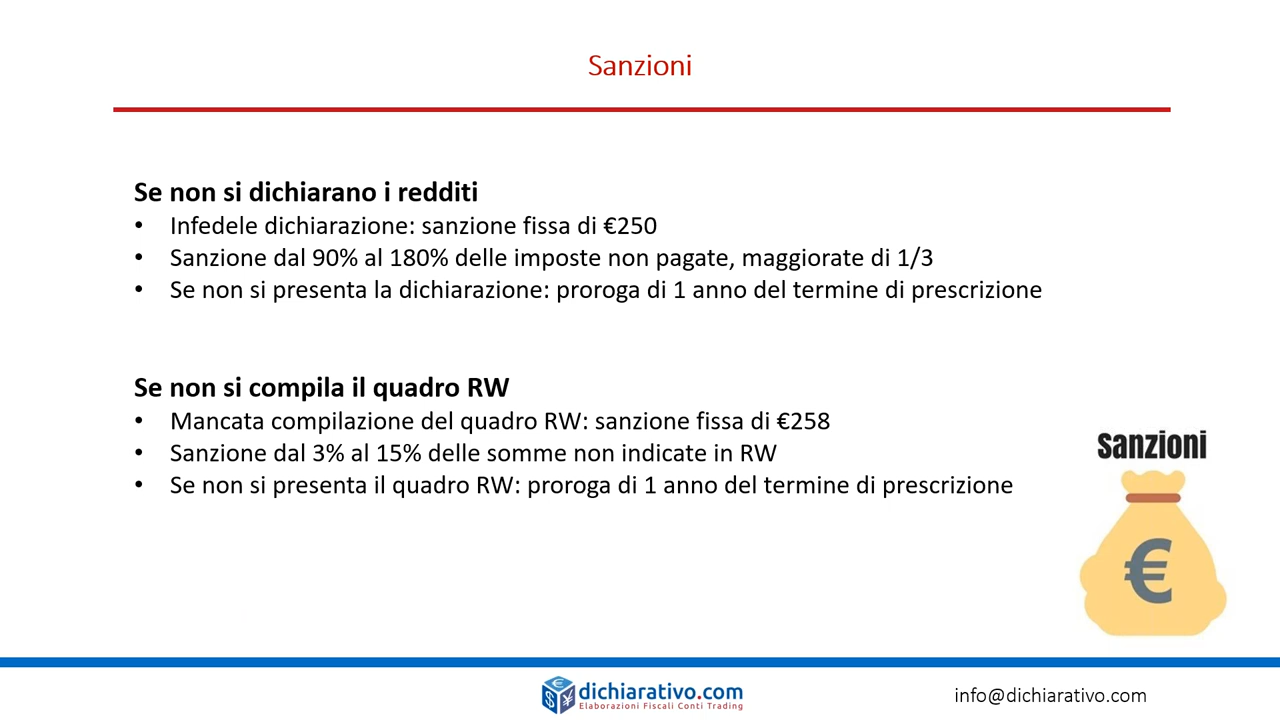 Sanzioni
Se non si dichiarano i redditi
• Infedele dichiarazione: sanzione fissa di €250
• Sanzione dal 90% al 180% delle imposte non pagate, maggiorate di 1/3
• Se non si presenta la dichiarazione: proroga di 1 anno del termine di prescrizione
Se non si compila il quadro RW
• Mancata compilazione del quadro RW: sanzione fissa di €258
• Sanzione dal 3% al 15% delle somme non indicate in RW
• Se non si presenta il quadro RW: proroga di 1 anno del termine di prescrizione
Sanzioni
€
€ $ ¥
dichiarativo.com
Elaborazioni Fiscali Conti Trading
info@dichiarativo.com